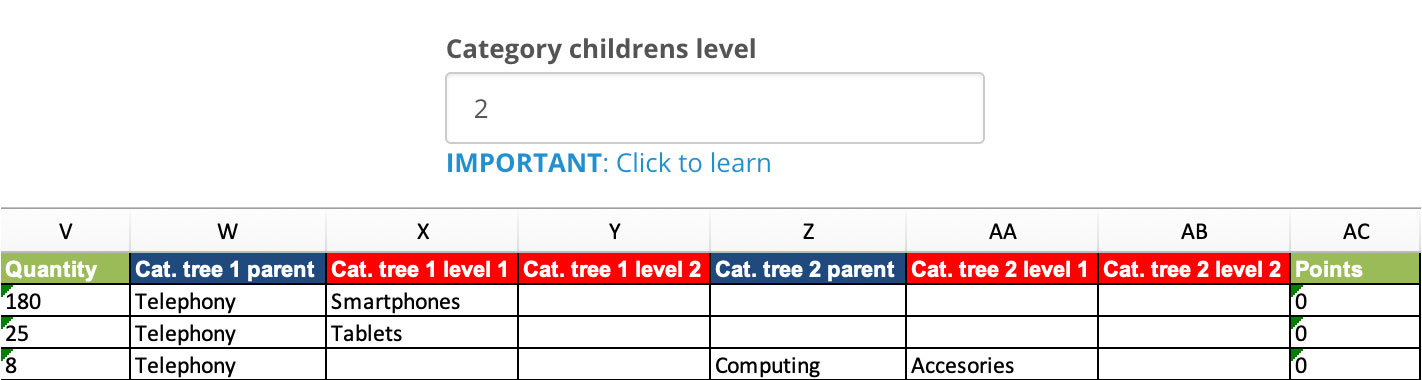 Category childrens level
2
IMPORTANT: Click to learn
V W X Y Z AA AB AC
Quantity Cat. tree 1 parent Cat. tree 1 level 1 Cat. tree 1 level 2 Cat. tree 2 parent Cat. tree 2 level 1 Cat. tree 2 level 2 Points
180 Telephony Smartphones 0
25 Telephony Tablets 0
8 Telephony Computing Accesories 0